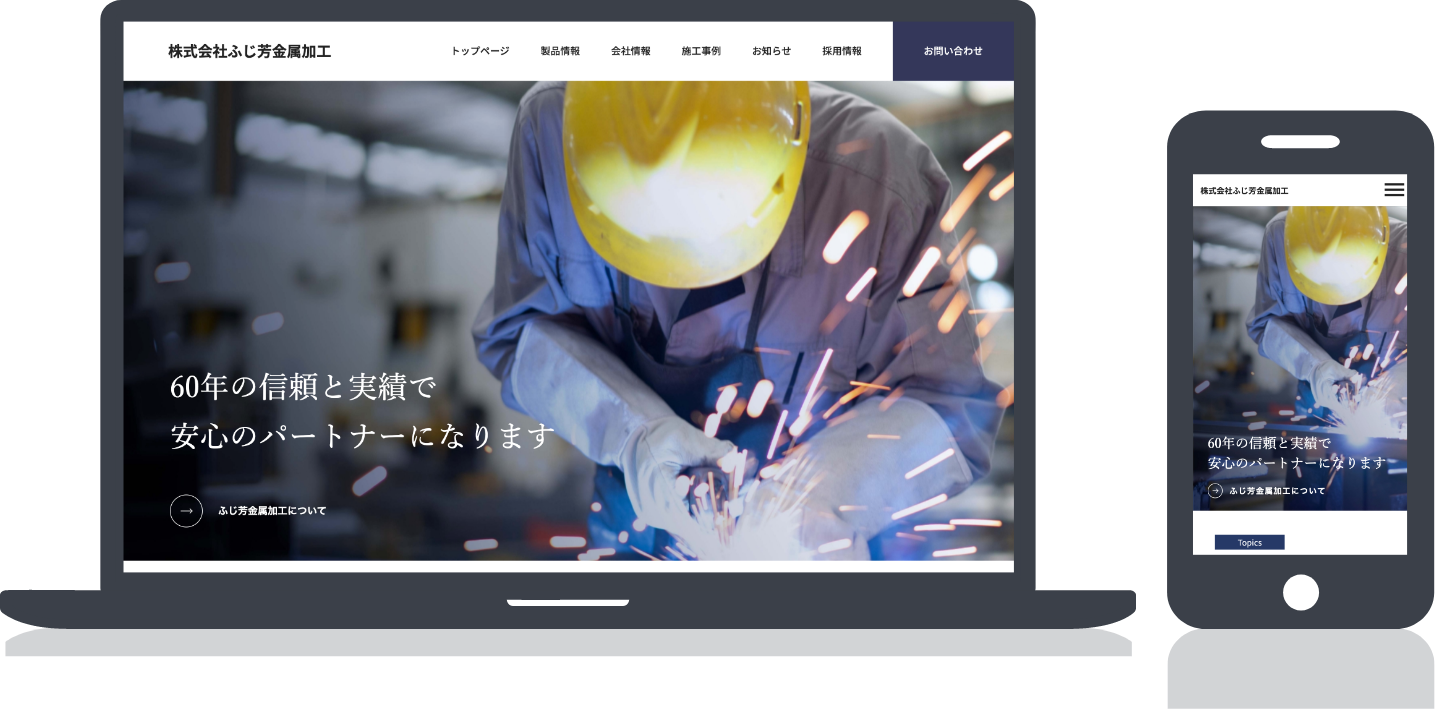 株式会社ふじ芳金属加工
トップページ 製品情報 会社情報 施工事例 お知らせ 採用情報 お問い合わせ
60年の信頼と実績で
安心のパートナーになります
ふじ芳金属加工について
株式会社ふじ芳金属加工
60年の信頼と実績で
安心のパートナーになります
ふじ芳金属加工について
Topics